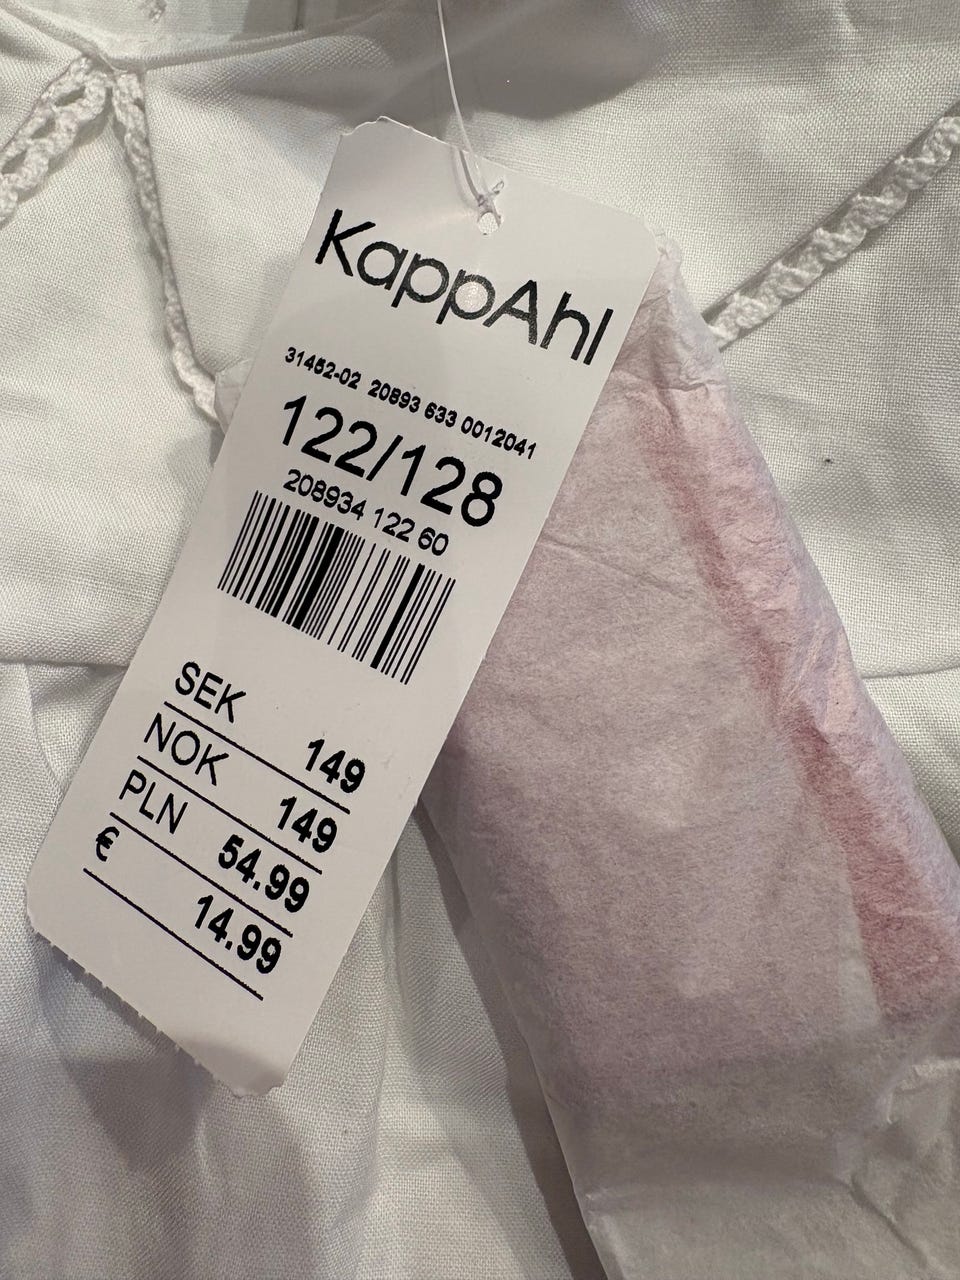 KappAhl
31452-02 20893 633 0012041
122/128
208934 122 60
SEK 149
NOK 149
PLN 54.99
€ 14.99